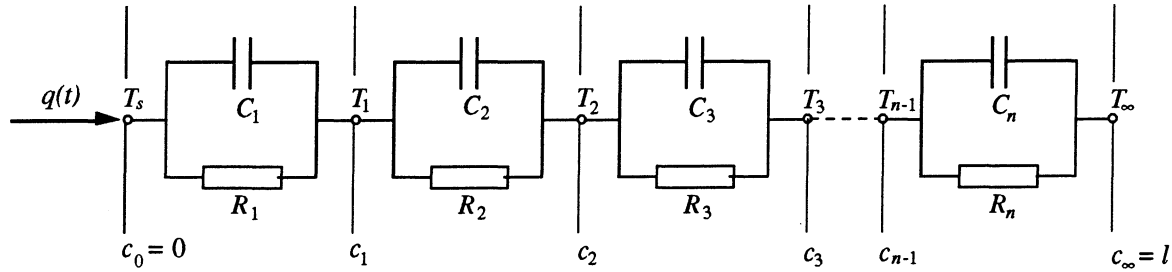 q(t) T_s C_1 T_1 C_2 T_2 C_3 T_3 T_{n-1} C_n T_∞
R_1 R_2 R_3 R_n
c_0 = 0 c_1 c_2 c_3 c_{n-1} c_∞ = l